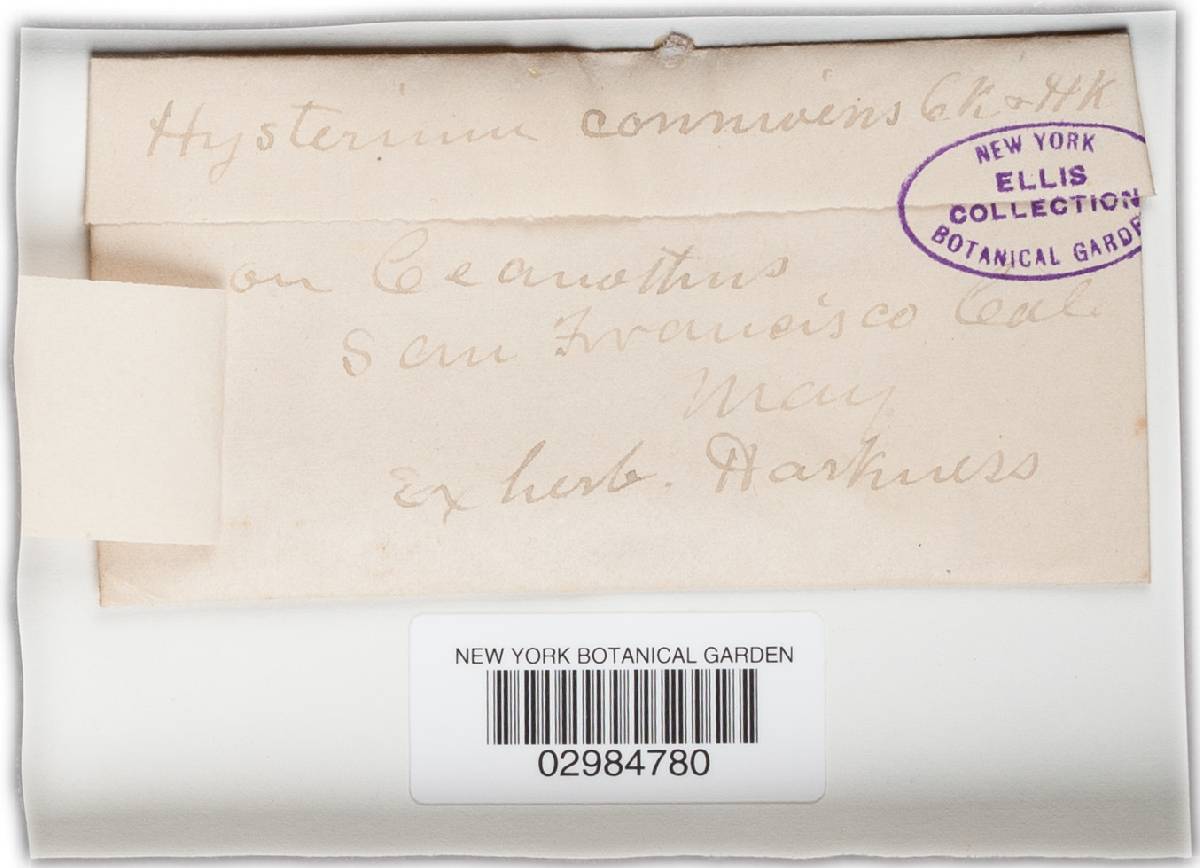 Hysterium connivens Ck & Hk
NEW YORK
ELLIS
COLLECTION
BOTANICAL GARDE
on Ceanothus
San Francisco Cal.
May
Ex herb. Harkness
NEW YORK BOTANICAL GARDEN
02984780